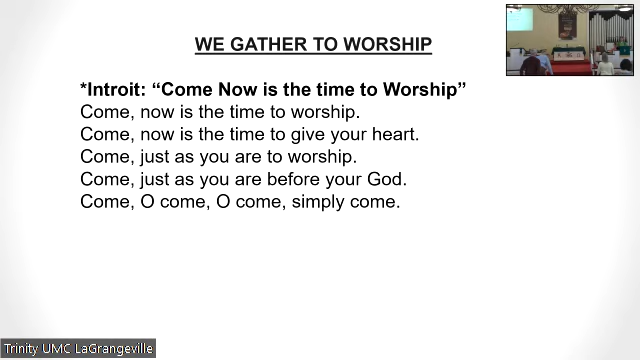 WE GATHER TO WORSHIP
*Introit: “Come Now is the time to Worship”
Come, now is the time to worship.
Come, now is the time to give your heart.
Come, just as you are to worship.
Come, just as you are before your God.
Come, O come, O come, simply come.
Trinity UMC LaGrangeville